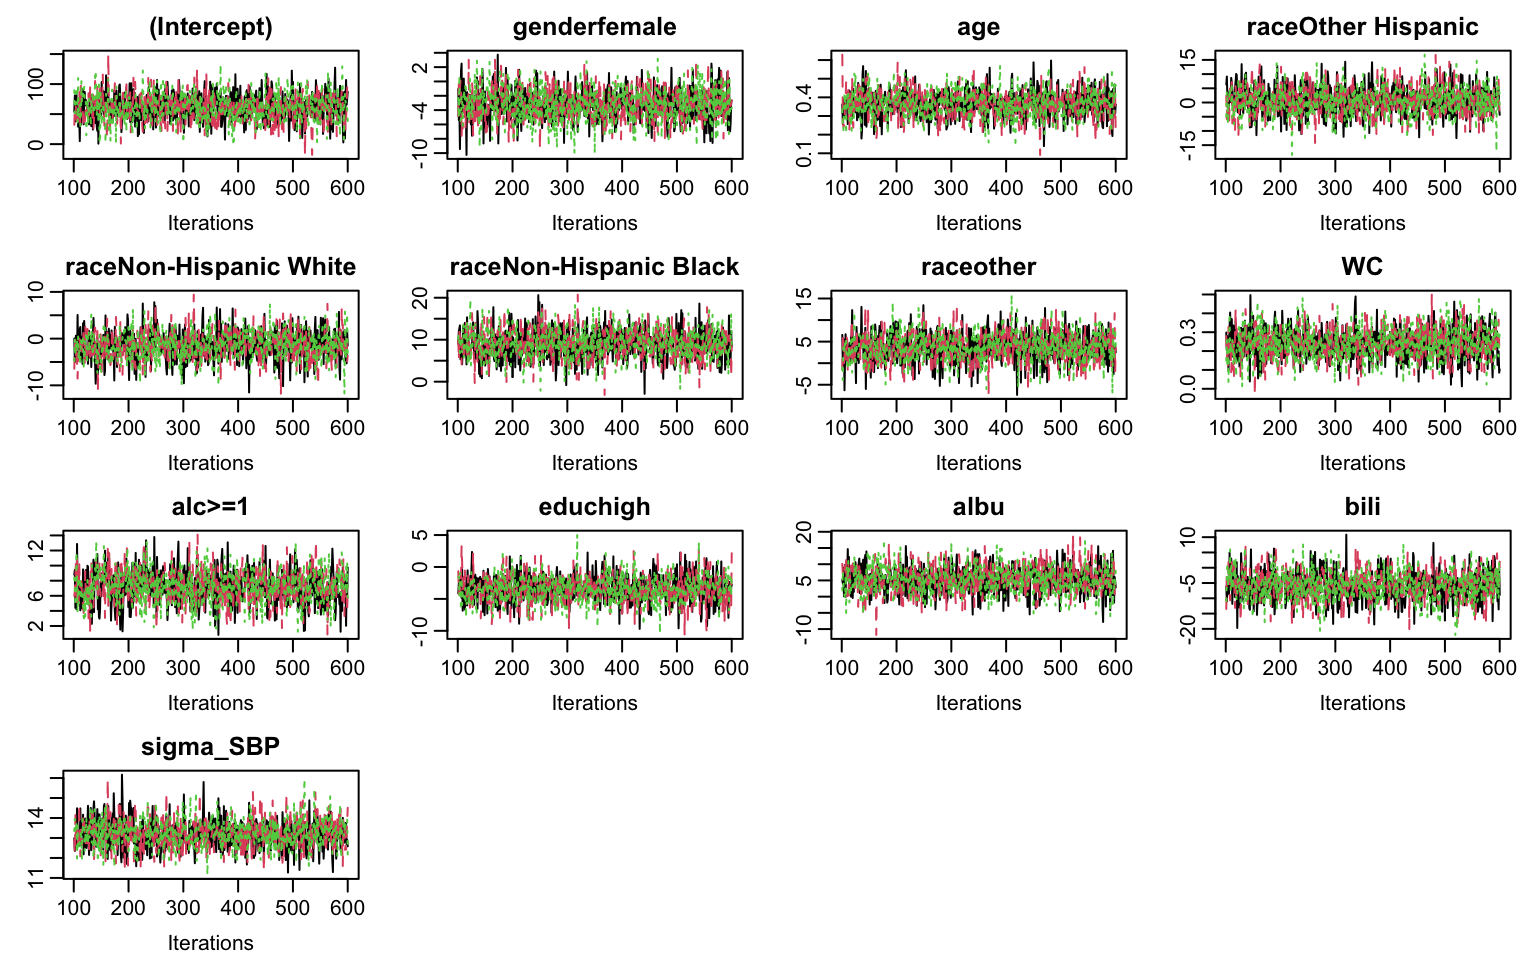 (Intercept) genderfemale age raceOther Hispanic
0 100 -10 -4 2 0.1 0.4 -15 0 15
100 200 300 400 500 600 100 200 300 400 500 600 100 200 300 400 500 600 100 200 300 400 500 600
Iterations Iterations Iterations Iterations
raceNon-Hispanic White raceNon-Hispanic Black raceother WC
-10 0 10 0 10 20 -5 5 15 0.0 0.3
100 200 300 400 500 600 100 200 300 400 500 600 100 200 300 400 500 600 100 200 300 400 500 600
Iterations Iterations Iterations Iterations
alc>=1 educhigh albu bili
2 6 12 -10 0 5 -10 5 20 -20 -5 10
100 200 300 400 500 600 100 200 300 400 500 600 100 200 300 400 500 600 100 200 300 400 500 600
Iterations Iterations Iterations Iterations
sigma_SBP
11 14
100 200 300 400 500 600
Iterations